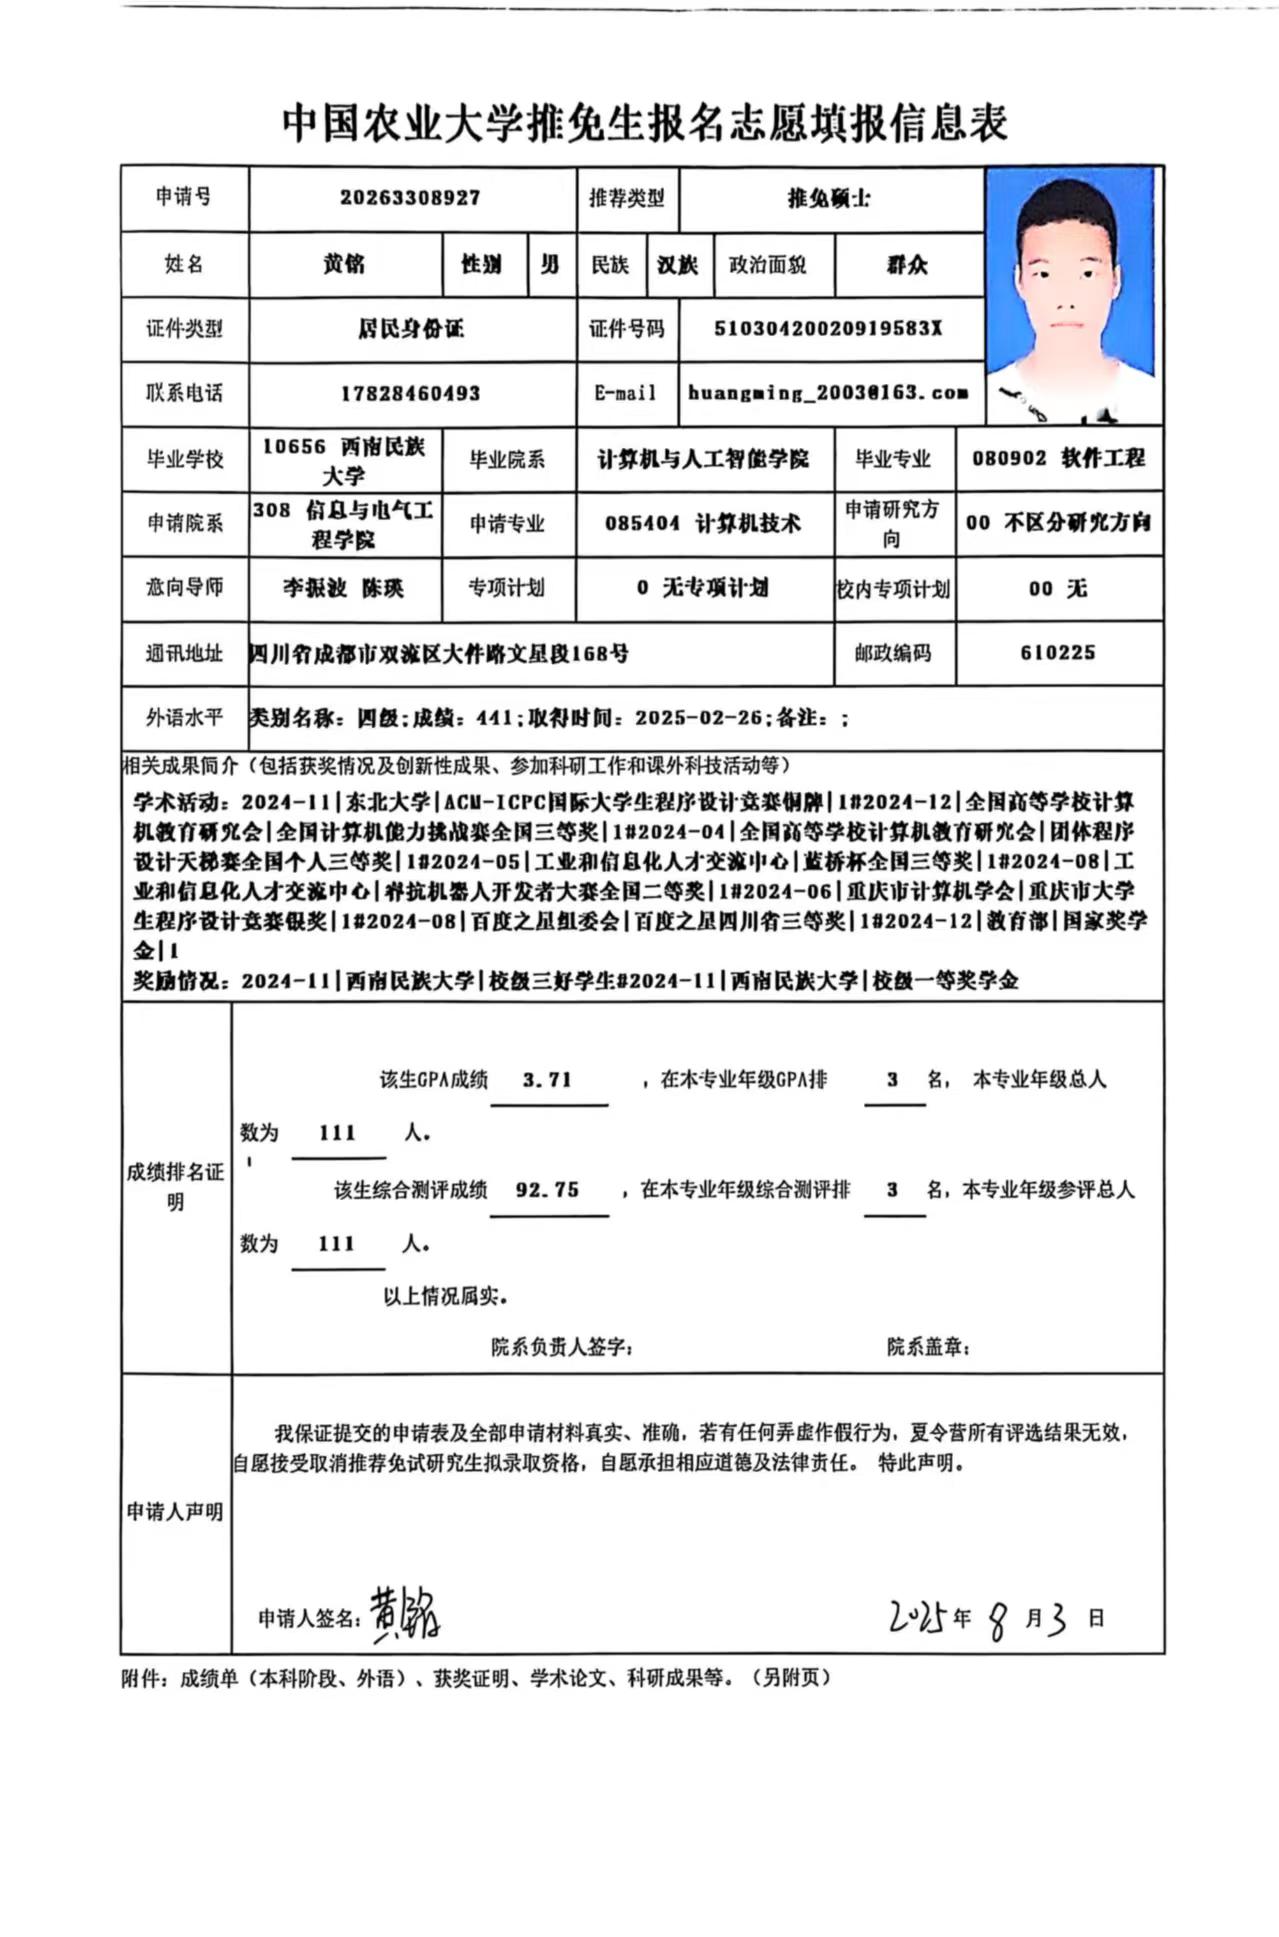 中国农业大学推免生报名志愿填报信息表
申请号 20263308927 推荐类型 推免硕士
姓名 黄铭 性别 男 民族 汉族 政治面貌 群众
证件类型 居民身份证 证件号码 51030420020919583X
联系电话 17828460493 E-mail huangming_2003@163.com
毕业学校 10656 西南民族
大学 毕业院系 计算机与人工智能学院 毕业专业 080902 软件工程
申请院系 308 信息与电气工
程学院 申请专业 085404 计算机技术 申请研究方
向 00 不区分研究方向
意向导师 李振波 陈瑛 专项计划 0 无专项计划 校内专项计划 00 无
通讯地址 四川省成都市双流区大件路文星段168号 邮政编码 610225
外语水平 类别名称：四级;成绩：441;取得时间：2025-02-26;备注：;
相关成果简介（包括获奖情况及创新性成果、参加科研工作和课外科技活动等）
学术活动：2024-11|东北大学|ACM-ICPC国际大学生程序设计竞赛铜牌|1#2024-12|全国高等学校计算
机教育研究会|全国计算机能力挑战赛全国三等奖|1#2024-04|全国高等学校计算机教育研究会|团体程序
设计天梯赛全国个人三等奖|1#2024-05|工业和信息化人才交流中心|蓝桥杯全国三等奖|1#2024-08|工
业和信息化人才交流中心|睿抗机器人开发者大赛全国二等奖|1#2024-06|重庆市计算机学会|重庆市大学
生程序设计竞赛银奖|1#2024-08|百度之星组委会|百度之星四川省三等奖|1#2024-12|教育部|国家奖学
金|1
奖励情况：2024-11|西南民族大学|校级三好学生#2024-11|西南民族大学|校级一等奖学金
成绩排名证
明
该生GPA成绩 3.71 ，在本专业年级GPA排 3 名， 本专业年级总人
数为 111 人。
该生综合测评成绩 92.75 ，在本专业年级综合测评排 3 名，本专业年级参评总人
数为 111 人。
以上情况属实。
院系负责人签字： 院系盖章：
申请人声明
我保证提交的申请表及全部申请材料真实、准确，若有任何弄虚作假行为，夏令营所有评选结果无效，
自愿接受取消推荐免试研究生拟录取资格，自愿承担相应道德及法律责任。 特此声明。
申请人签名：黄铭 2025年 8 月 3 日
附件：成绩单（本科阶段、外语）、获奖证明、学术论文、科研成果等。（另附页）